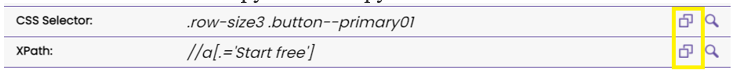 CSS Selector: .row-size3 .button--primary01
XPath: //a[.='Start free']